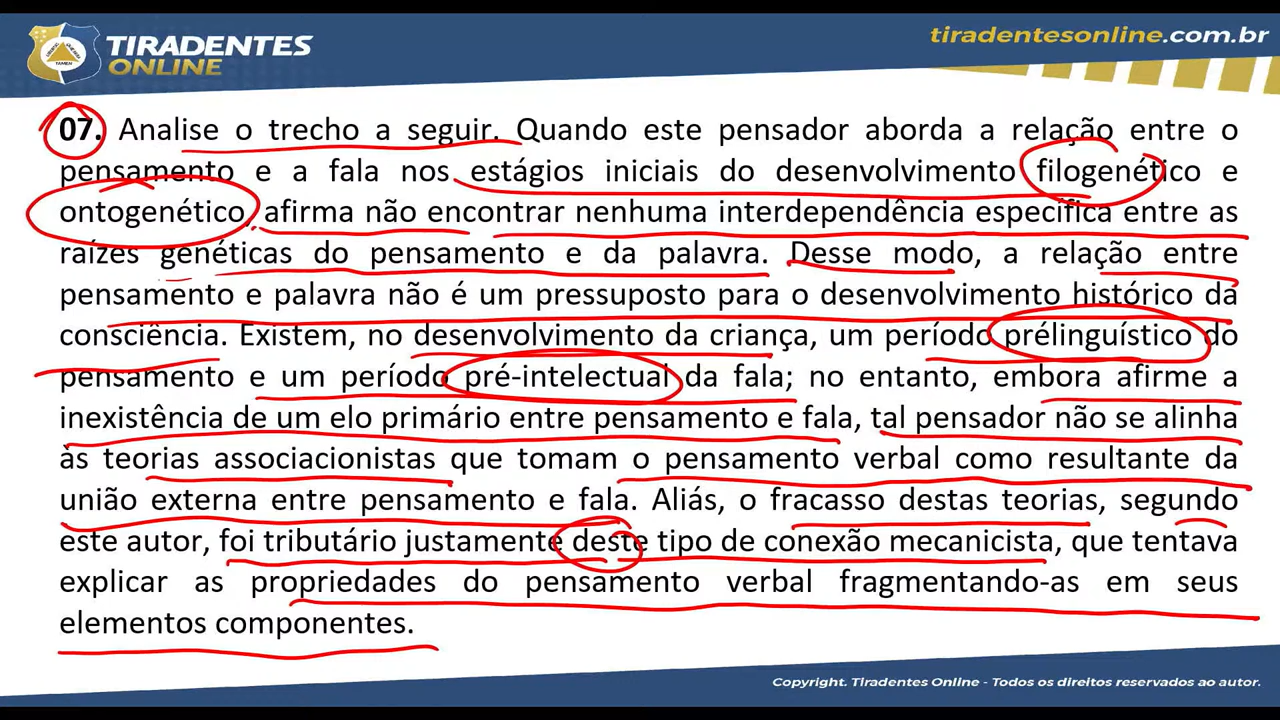 TIRADENTES
ONLINE
tiradentesonline.com.br
07. Analise o trecho a seguir. Quando este pensador aborda a relação entre o
pensamento e a fala nos estágios iniciais do desenvolvimento filogenético e
ontogenético, afirma não encontrar nenhuma interdependência específica entre as
raízes genéticas do pensamento e da palavra. Desse modo, a relação entre
pensamento e palavra não é um pressuposto para o desenvolvimento histórico da
consciência. Existem, no desenvolvimento da criança, um período prélinguístico do
pensamento e um período pré-intelectual da fala; no entanto, embora afirme a
inexistência de um elo primário entre pensamento e fala, tal pensador não se alinha
às teorias associacionistas que tomam o pensamento verbal como resultante da
união externa entre pensamento e fala. Aliás, o fracasso destas teorias, segundo
este autor, foi tributário justamente deste tipo de conexão mecanicista, que tentava
explicar as propriedades do pensamento verbal fragmentando-as em seus
elementos componentes.
Copyright. Tiradentes Online - Todos os direitos reservados ao autor.